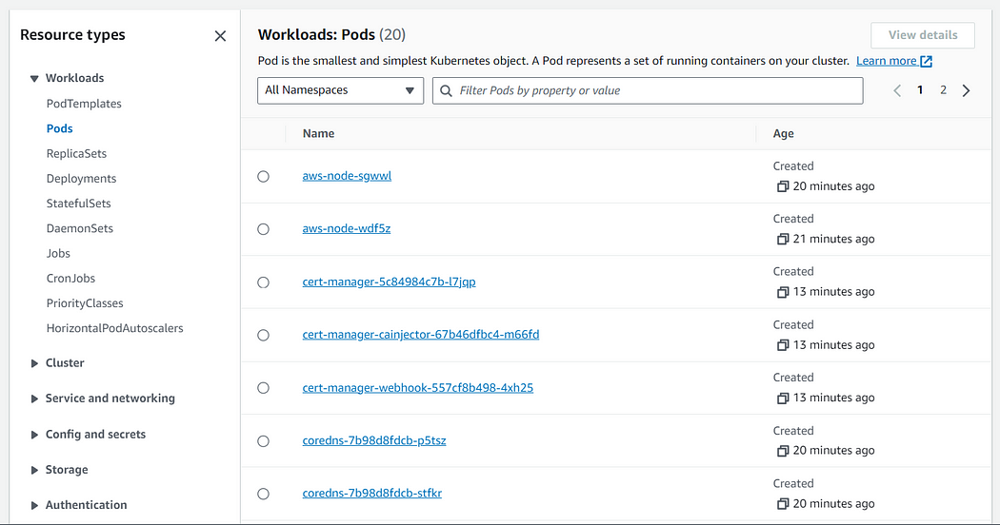 Resource types
Workloads
PodTemplates
Pods
ReplicaSets
Deployments
StatefulSets
DaemonSets
Jobs
CronJobs
PriorityClasses
HorizontalPodAutoscalers
Cluster
Service and networking
Config and secrets
Storage
Authentication
Workloads: Pods (20)
View details
Pod is the smallest and simplest Kubernetes object. A Pod represents a set of running containers on your cluster. Learn more
All Namespaces
Filter Pods by property or value
1 2
Name Age
aws-node-sgwwl
Created
20 minutes ago
aws-node-wdf5z
Created
21 minutes ago
cert-manager-5c84984c7b-l7jqp
Created
13 minutes ago
cert-manager-cainjector-67b46dfbc4-m66fd
Created
13 minutes ago
cert-manager-webhook-557cf8b498-4xh25
Created
13 minutes ago
coredns-7b98d8fdcb-p5tsz
Created
20 minutes ago
coredns-7b98d8fdcb-stfkr
Created
20 minutes ago